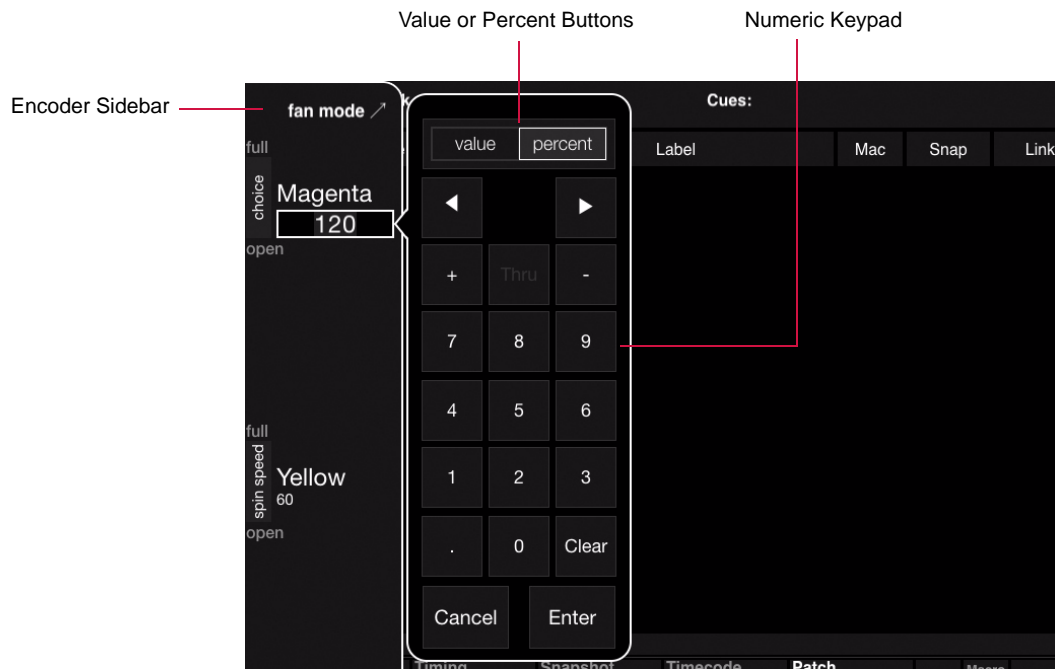 Value or Percent Buttons
Numeric Keypad
Encoder Sidebar
fan mode
Cues:
full
value
percent
Label
Mac
Snap
Link
choice
Magenta
120
open
+
Thru
-
7
8
9
4
5
6
full
spin speed
Yellow
60
open
1
2
3
.
0
Clear
Cancel
Enter
Timing
Snapshot
Timecode
Patch
Macro